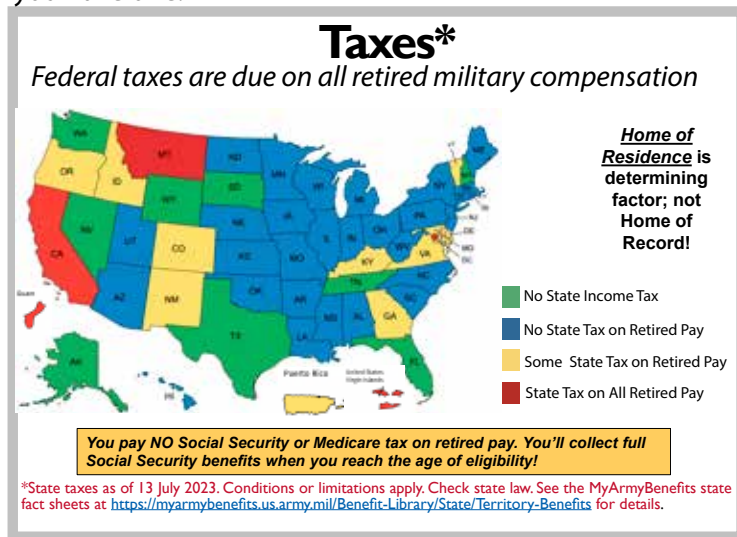 Taxes*
Federal taxes are due on all retired military compensation
Home of
Residence is
determining
factor; not
Home of
Record!
WA
MT
ND
OR
ID
WY
SD
MN
WI
MI
NY
VT
ME
NV
UT
CO
NE
IA
IL
IN
OH
PA
NJ
DE
MD
DC
CA
AZ
NM
KS
MO
KY
WV
VA
OK
AR
TN
NC
SC
TX
LA
MS
AL
GA
FL
AK
HI
Guam
Puerto Rico
United States
Virgin Islands
No State Income Tax
No State Tax on Retired Pay
Some State Tax on Retired Pay
State Tax on All Retired Pay
You pay NO Social Security or Medicare tax on retired pay. You'll collect full
Social Security benefits when you reach the age of eligibility!
*State taxes as of 13 July 2023. Conditions or limitations apply. Check state law. See the MyArmyBenefits state
fact sheets at https://myarmybenefits.us.army.mil/Benefit-Library/State/Territory-Benefits for details.